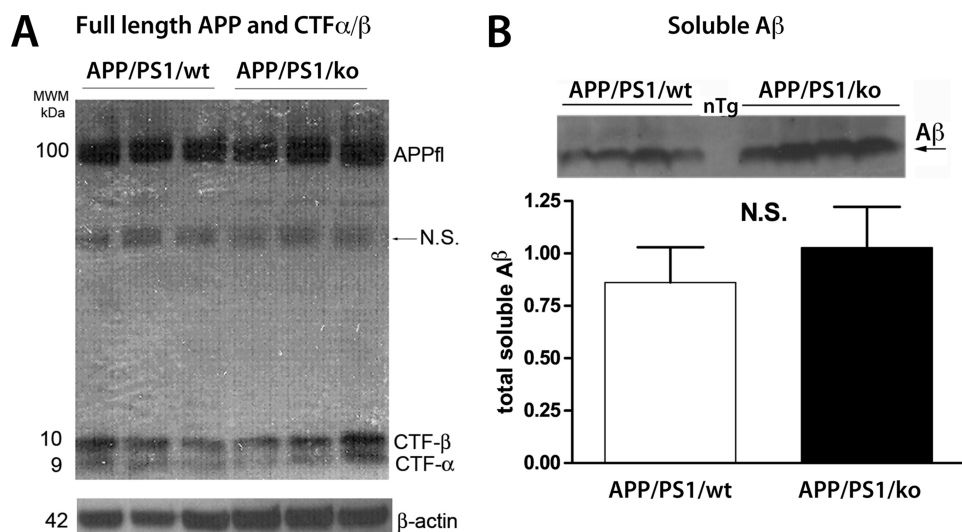 A Full length APP and CTFα/β
APP/PS1/wt APP/PS1/ko
MWM
kDa
100 APPfl
N.S.
10 CTF-β
9 CTF-α
42 β-actin
B Soluble Aβ
APP/PS1/wt nTg APP/PS1/ko
Aβ
N.S.
total soluble Aβ
1.25
1.00
0.75
0.50
0.25
0.00
APP/PS1/wt APP/PS1/ko